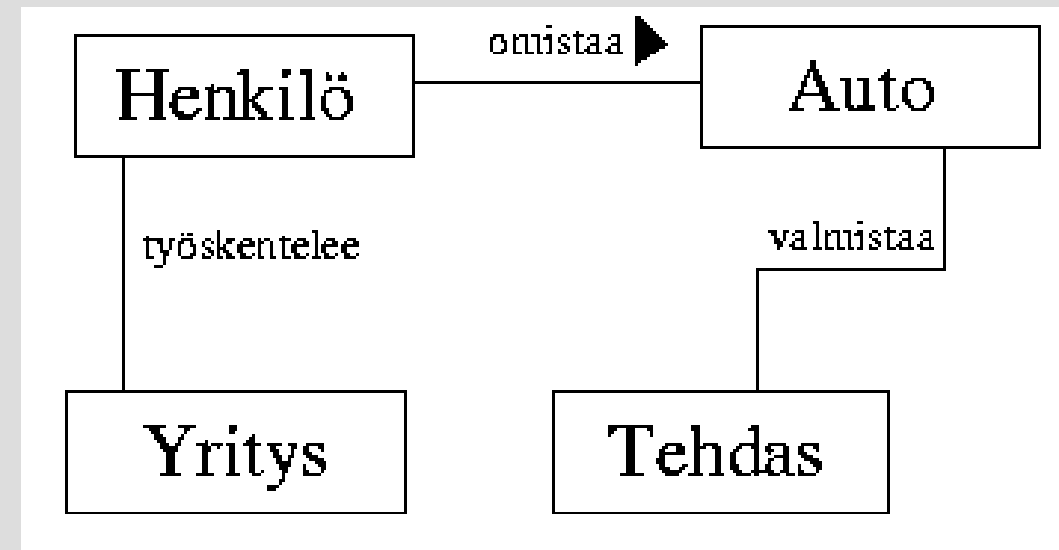 omistaa
Henkilö
Auto
työskentelee
valmistaa
Yritys
Tehdas